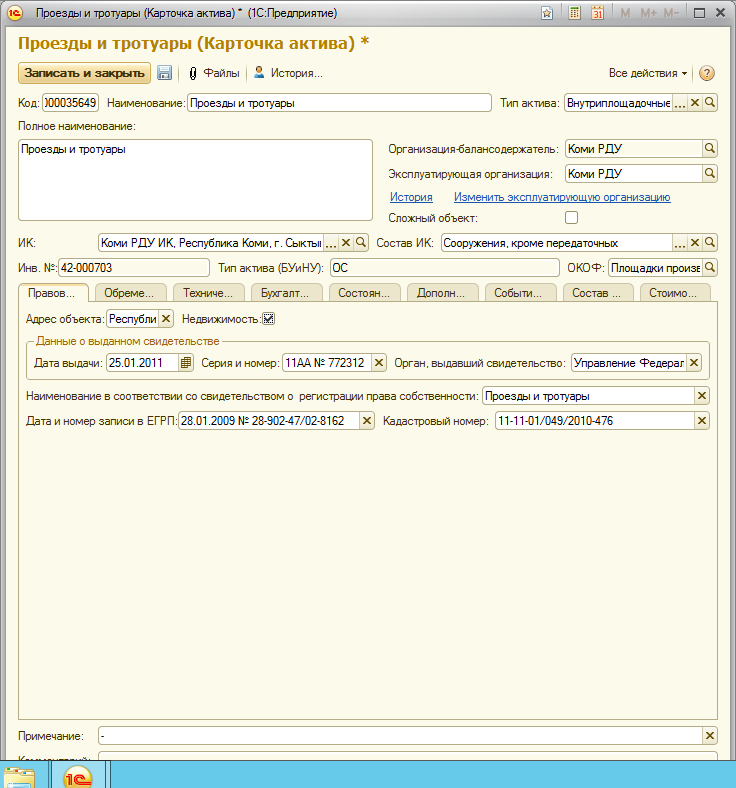 Проезды и тротуары (Карточка актива) * (1С:Предприятие)
M M+ M-
Проезды и тротуары (Карточка актива) *
Записать и закрыть Файлы История... Все действия ?
Код: 000035649 Наименование: Проезды и тротуары Тип актива: Внутриплощадочные ...
Полное наименование:
Проезды и тротуары
Организация-балансодержатель: Коми РДУ
Эксплуатирующая организация: Коми РДУ
История Изменить эксплуатирующую организацию
Сложный объект:
ИК: Коми РДУ ИК, Республика Коми, г. Сыкты ... Состав ИК: Сооружения, кроме передаточных ...
Инв. №: 42-000703 Тип актива (БУиНУ): ОС ОКОФ: Площадки произв
Правов... Обреме... Техниче... Бухгалт... Состоян... Дополн... Событи... Состав ... Стоимо...
Адрес объекта: Республи Недвижимость:
Данные о выданном свидетельстве
Дата выдачи: 25.01.2011 Серия и номер: 11АА № 772312 Орган, выдавший свидетельство: Управление Федерал
Наименование в соответствии со свидетельством о регистрации права собственности: Проезды и тротуары
Дата и номер записи в ЕГРП: 28.01.2009 № 28-902-47/02-8162 Кадастровый номер: 11-11-01/049/2010-476
Примечание: -
Комментарий:
1С